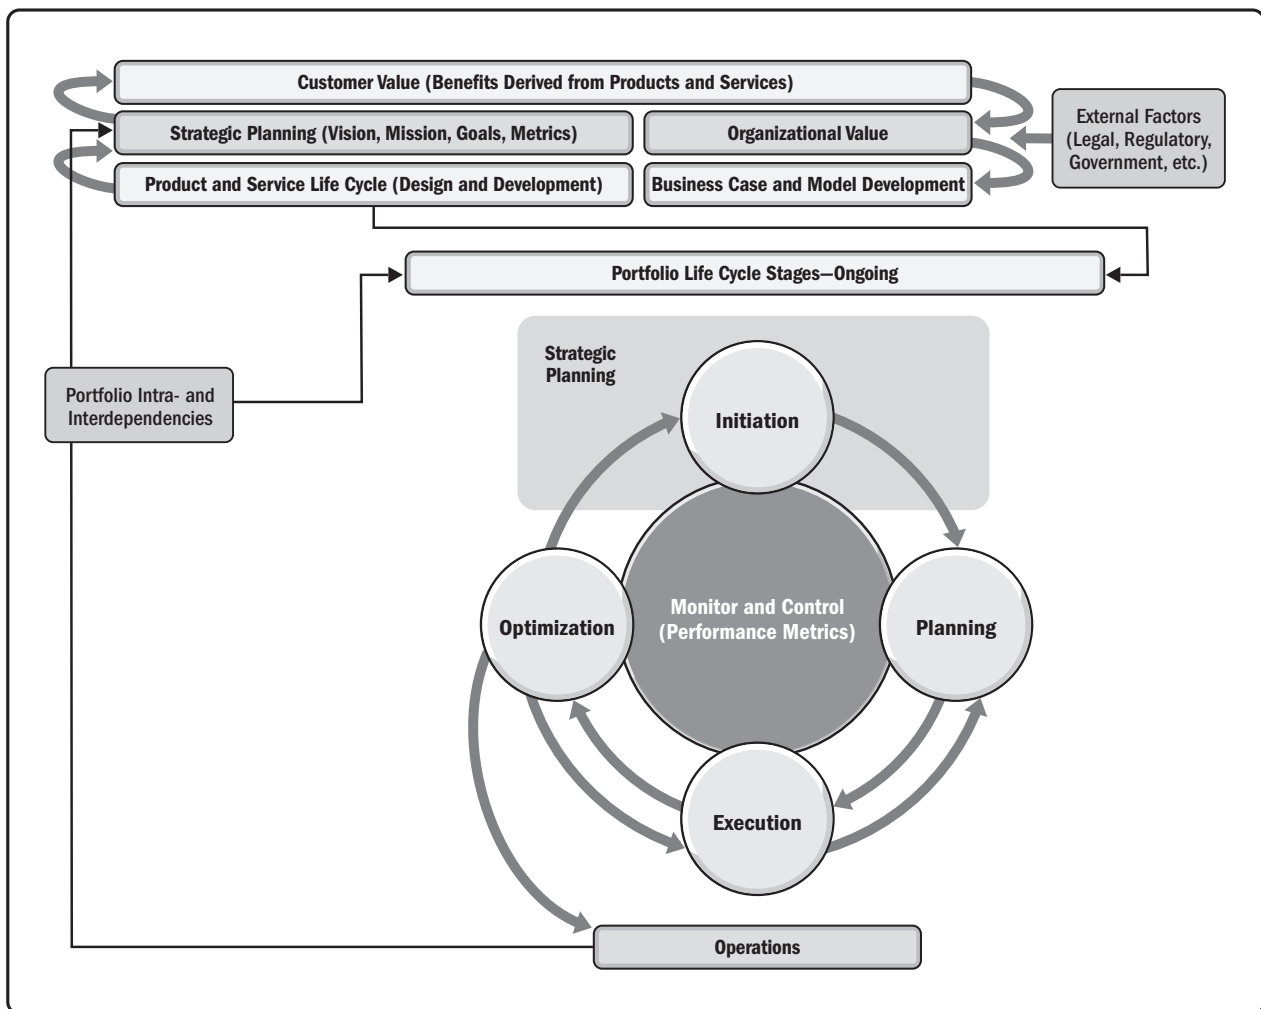 Customer Value (Benefits Derived from Products and Services)
Strategic Planning (Vision, Mission, Goals, Metrics)
Organizational Value
External Factors
(Legal, Regulatory,
Government, etc.)
Product and Service Life Cycle (Design and Development)
Business Case and Model Development
Portfolio Life Cycle Stages—Ongoing
Strategic
Planning
Initiation
Portfolio Intra- and
Interdependencies
Optimization
Monitor and Control
(Performance Metrics)
Planning
Execution
Operations